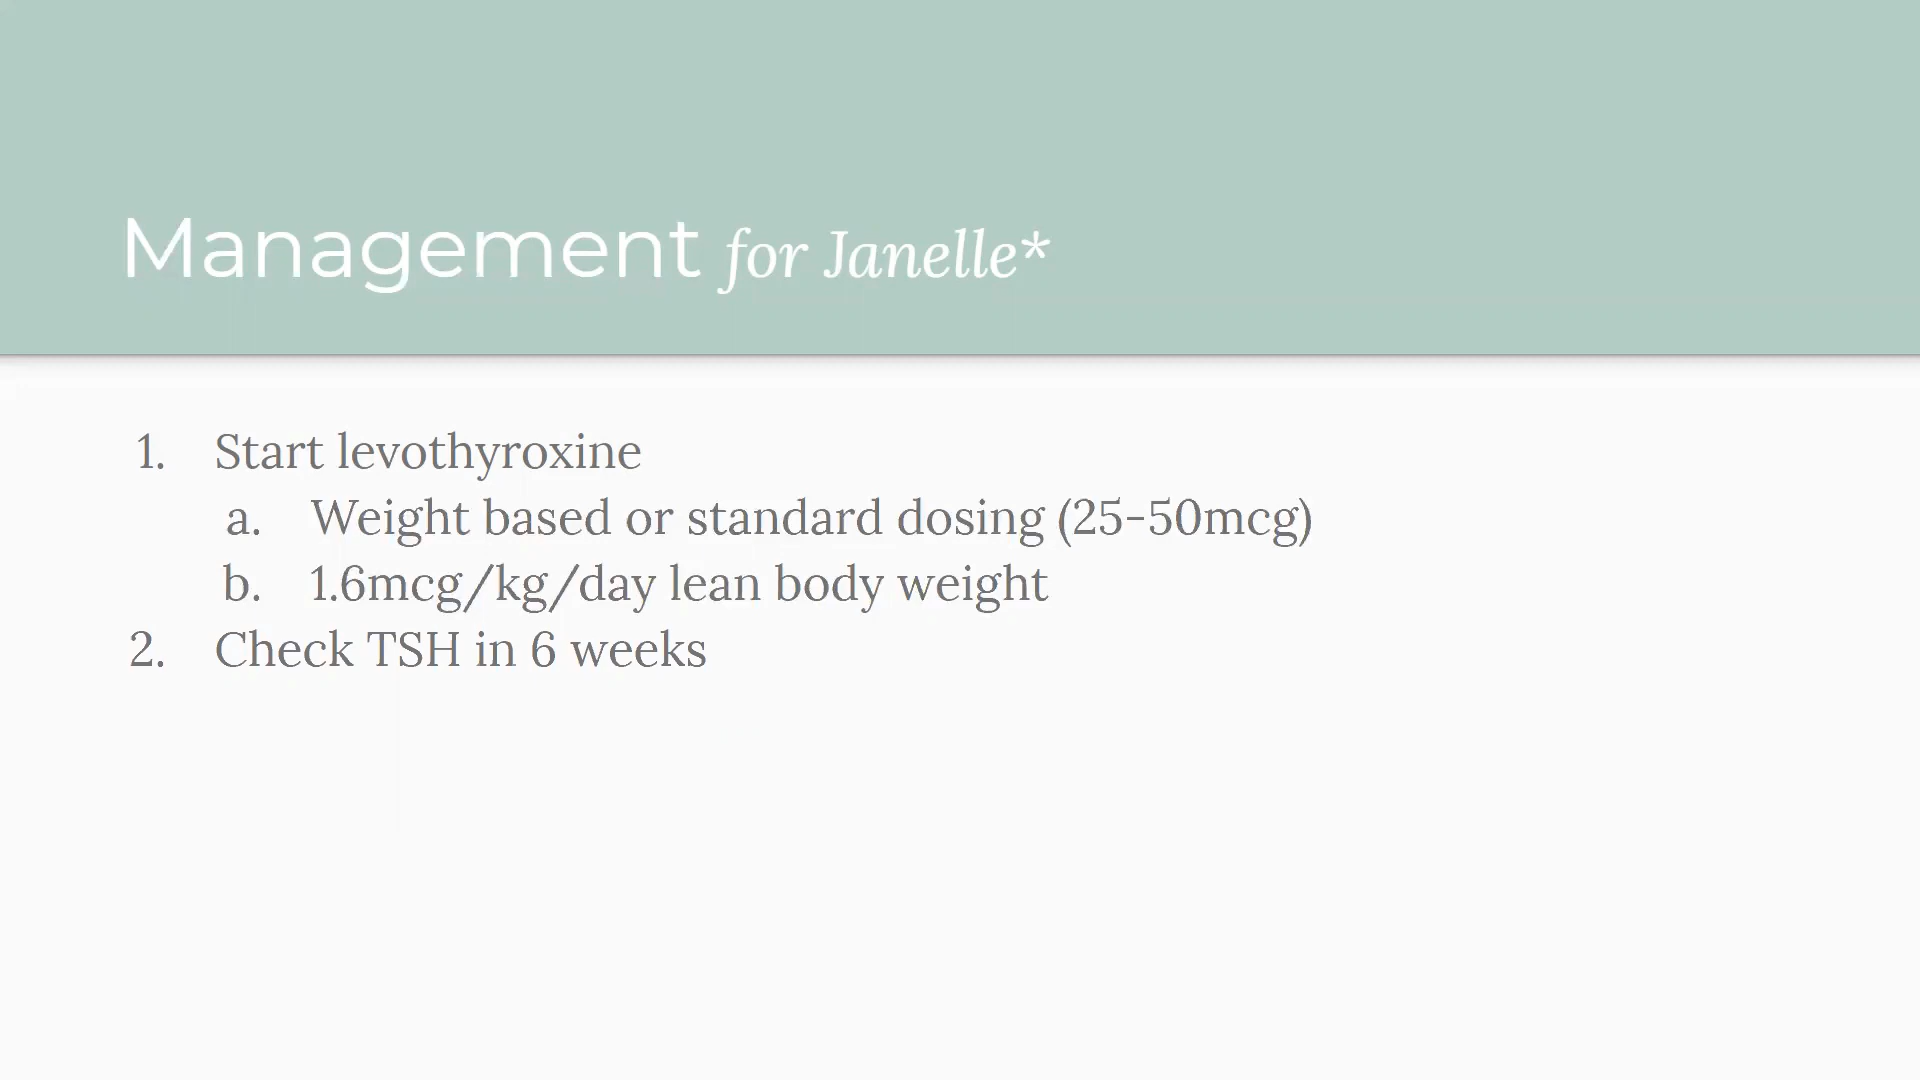 Management for Janelle*
1. Start levothyroxine
a. Weight based or standard dosing (25-50mcg)
b. 1.6mcg/kg/day lean body weight
2. Check TSH in 6 weeks